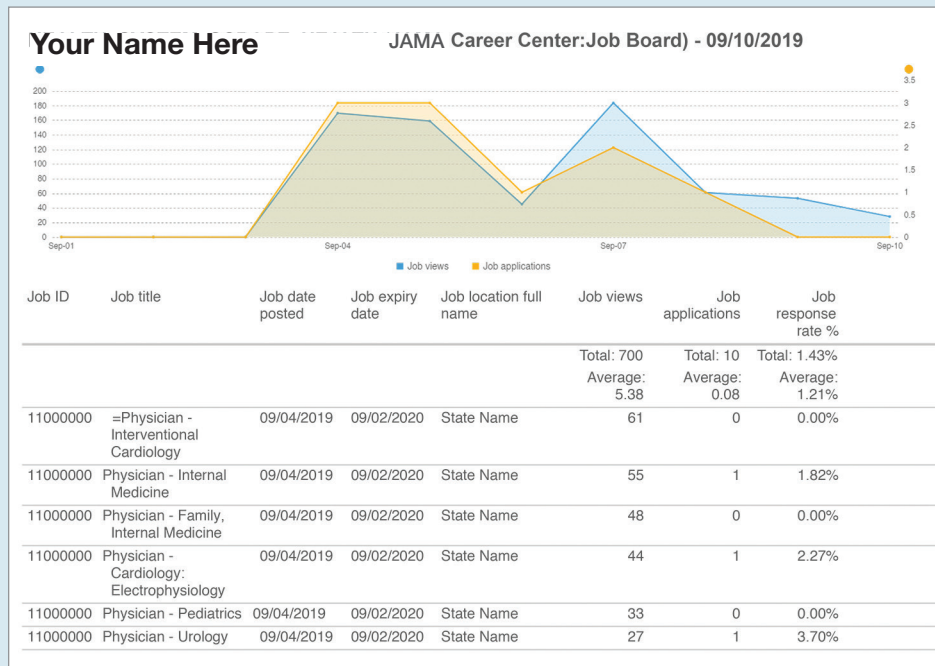 Your Name Here
JAMA Career Center:Job Board) - 09/10/2019
200
180
160
140
120
100
80
60
40
20
0
3.5
3
2.5
2
1.5
1
0.5
0
Sep-01 Sep-04 Sep-07 Sep-10
Job views Job applications
Job ID Job title Job date posted Job expiry date Job location full name Job views Job applications Job response rate %
Total: 700 Total: 10 Total: 1.43%
Average: 5.38 Average: 0.08 Average: 1.21%
11000000 =Physician - Interventional Cardiology 09/04/2019 09/02/2020 State Name 61 0 0.00%
11000000 Physician - Internal Medicine 09/04/2019 09/02/2020 State Name 55 1 1.82%
11000000 Physician - Family, Internal Medicine 09/04/2019 09/02/2020 State Name 48 0 0.00%
11000000 Physician - Cardiology: Electrophysiology 09/04/2019 09/02/2020 State Name 44 1 2.27%
11000000 Physician - Pediatrics 09/04/2019 09/02/2020 State Name 33 0 0.00%
11000000 Physician - Urology 09/04/2019 09/02/2020 State Name 27 1 3.70%